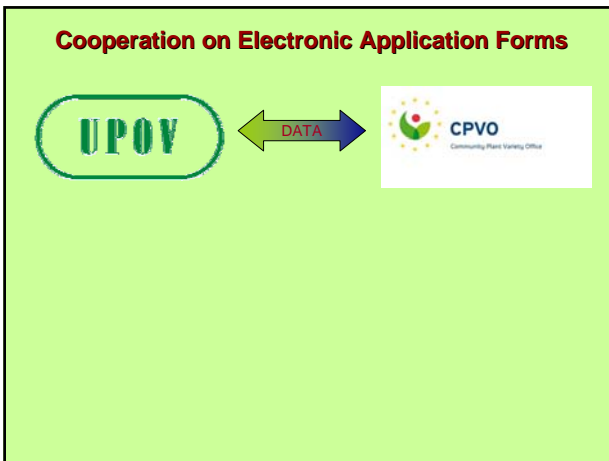 Cooperation on Electronic Application Forms
UPOV
DATA
CPVO
Community Plant Variety Office